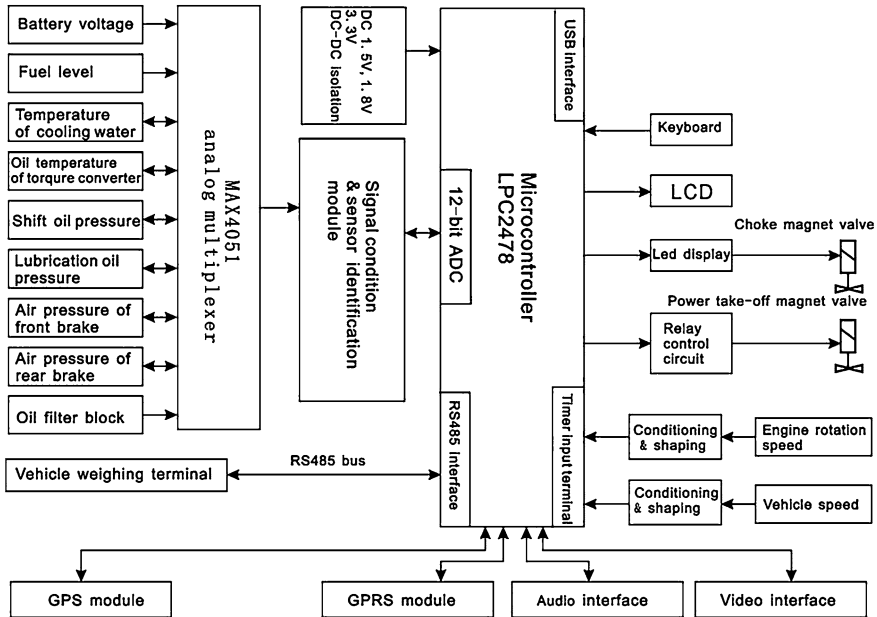 Battery voltage
Fuel level
Temperature
of cooling water
Oil temperature
of torqure converter
Shift oil pressure
Lubrication oil
pressure
Air pressure of
front brake
Air pressure of
rear brake
Oil filter block
MAX4051
analog multiplexer
DC 1. 5V, 1. 8V
3. 3V
DC-DC isolation
Signal condition
& sensor identification
module
12-bit ADC
Microcontroller
LPC2478
USB interface
Keyboard
LCD
Choke magnet valve
Led display
Power take-off magnet valve
Relay
control
circuit
Timer input terminal
Conditioning
& shaping
Engine rotation
speed
Conditioning
& shaping
Vehicle speed
RS485 Interface
RS485 bus
Vehicle weighing terminal
GPS module
GPRS module
Audio interface
Video interface